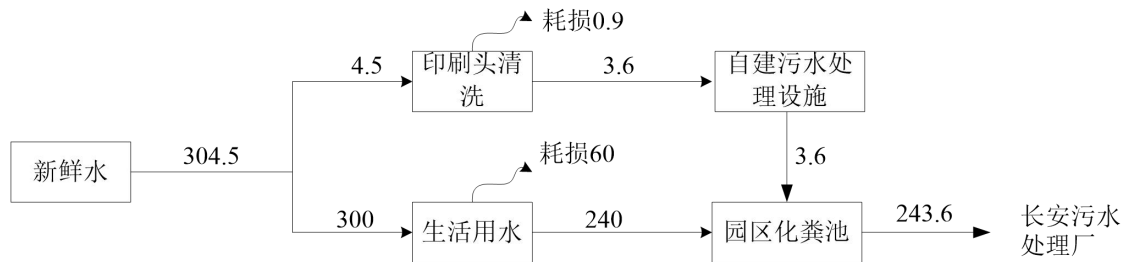 耗损0.9
4.5
印刷头清
洗
3.6
自建污水处
理设施
新鲜水
304.5
耗损60
3.6
300
生活用水
240
园区化粪池
243.6
长安污水
处理厂